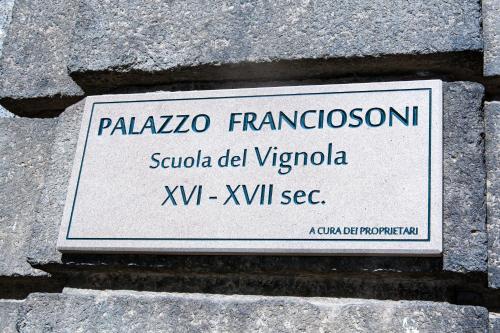 PALAZZO FRANCIOSONI
Scuola del Vignola
XVI - XVII sec.
A CURA DEI PROPRIETARI